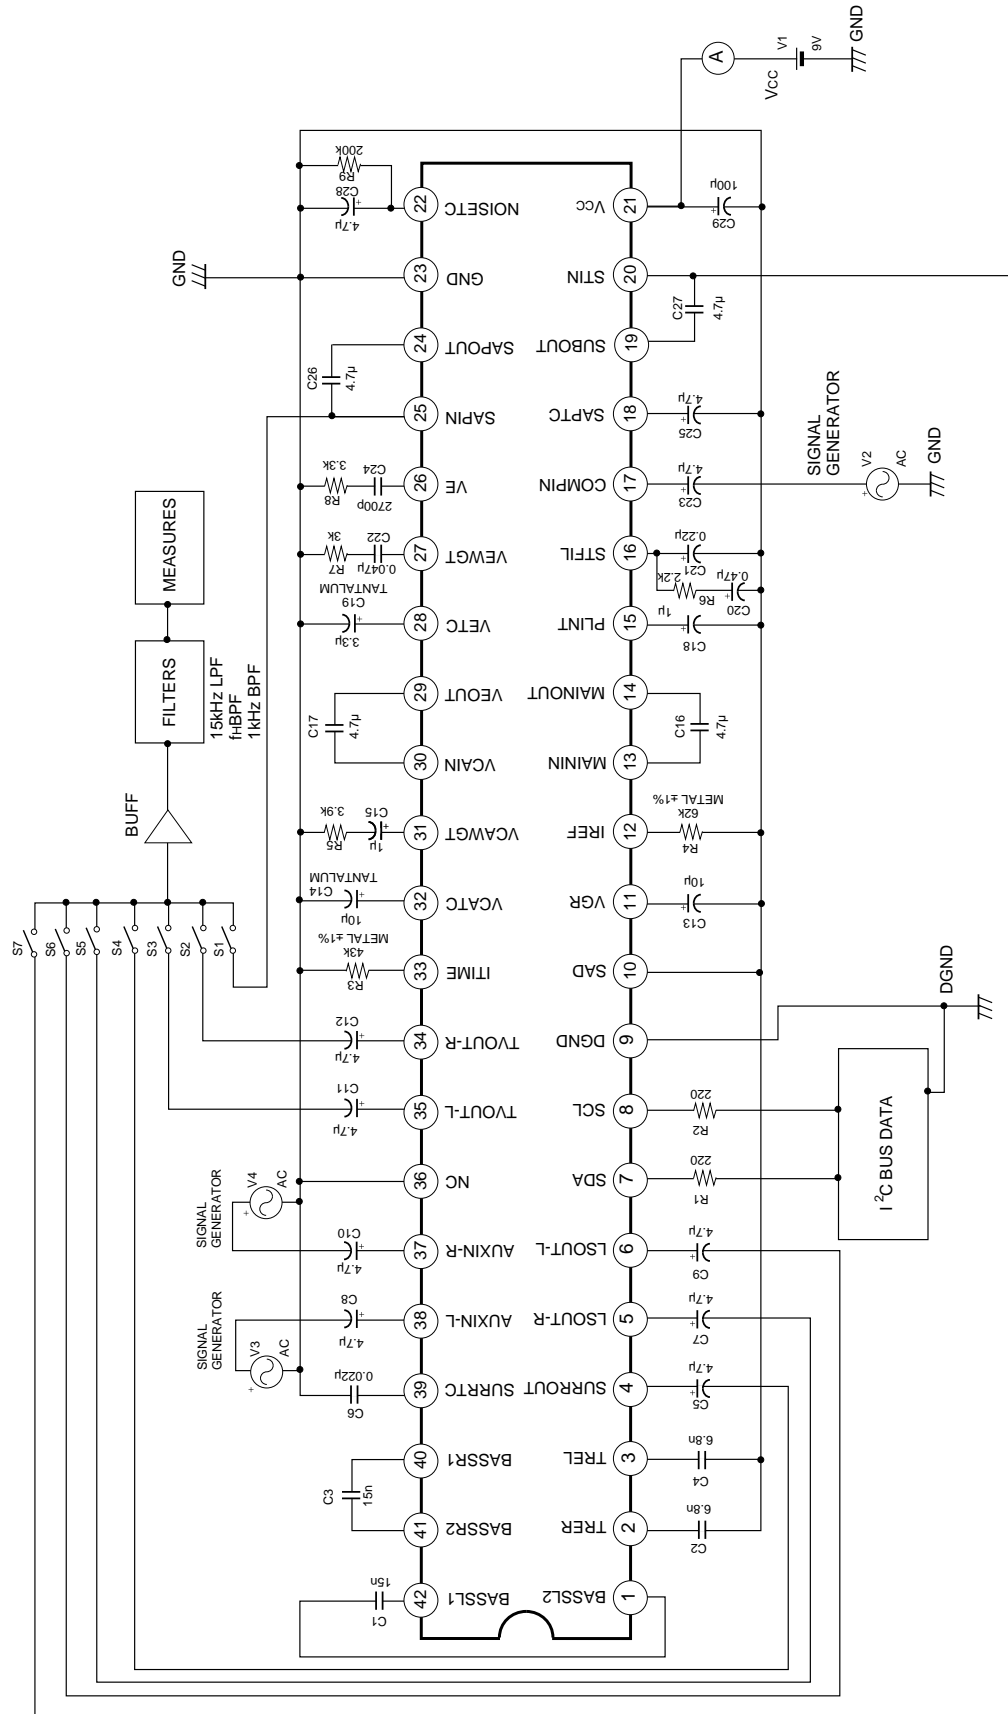 GND
A
VCC
V1
9V
GND
S7
S6
S5
S4
S3
S2
S1
BUFF
FILTERS
MEASURES
15kHz LPF
fHBPF
1kHz BPF
R9
200k
C28
4.7µ
22
NOISETC
23
GND
24
SAPOUT
C26
4.7µ
25
SAPIN
26
VE
R8
3.3k
C24
2700p
27
VEWGT
R7
3k
C22
0.047µ
28
VETC
TANTALUM
C19
3.3µ
29
VEOUT
C17
4.7µ
30
VCAIN
31
VCAWGT
R5
3.9k
C15
1µ
32
VCATC
TANTALUM
C14
10µ
33
ITIME
METAL ±1%
43k
R3
34
TVOUT-R
C12
4.7µ
35
TVOUT-L
C11
4.7µ
36
NC
SIGNAL
GENERATOR
V4
AC
37
AUXIN-R
C10
4.7µ
38
AUXIN-L
C8
4.7µ
SIGNAL
GENERATOR
V3
AC
39
SURRTC
C6
0.022µ
40
BASSR1
C3
15n
41
BASSR2
42
BASSL1
C1
15n
21
VCC
C29
100µ
20
STIN
C27
4.7µ
19
SUBOUT
18
SAPTC
C25
4.7µ
17
COMPIN
C23
4.7µ
SIGNAL
GENERATOR
V2
AC
GND
16
STFIL
C21
0.22µ
R6
2.2k
C20
0.47µ
15
PLINT
C18
1µ
14
MAINOUT
C16
4.7µ
13
MAININ
12
IREF
METAL ±1%
62k
R4
11
VGR
C13
10µ
10
SAD
9
DGND
DGND
8
SCL
R2
220
7
SDA
R1
220
I²C BUS DATA
6
LSOUT-L
C9
4.7µ
5
LSOUT-R
C7
4.7µ
4
SURROUT
C5
4.7µ
3
TREL
C4
6.8n
2
TRER
C2
6.8n
1
BASSL2